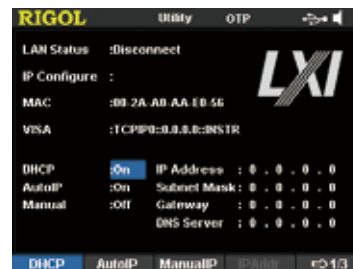 RIGOL Utility OTP
LAN Status :Disconnect
IP Configure :
LXI
MAC :00-2A-A0-AA-E0-56
VISA :TCPIP0::0.0.0.0::INSTR
DHCP :On IP Address : 0 . 0 . 0 . 0
AutoIP :On Subnet Mask: 0 . 0 . 0 . 0
Manual :Off Gateway : 0 . 0 . 0 . 0
DNS Server : 0 . 0 . 0 . 0
DHCP AutoIP ManualIP IPAddr 1/3